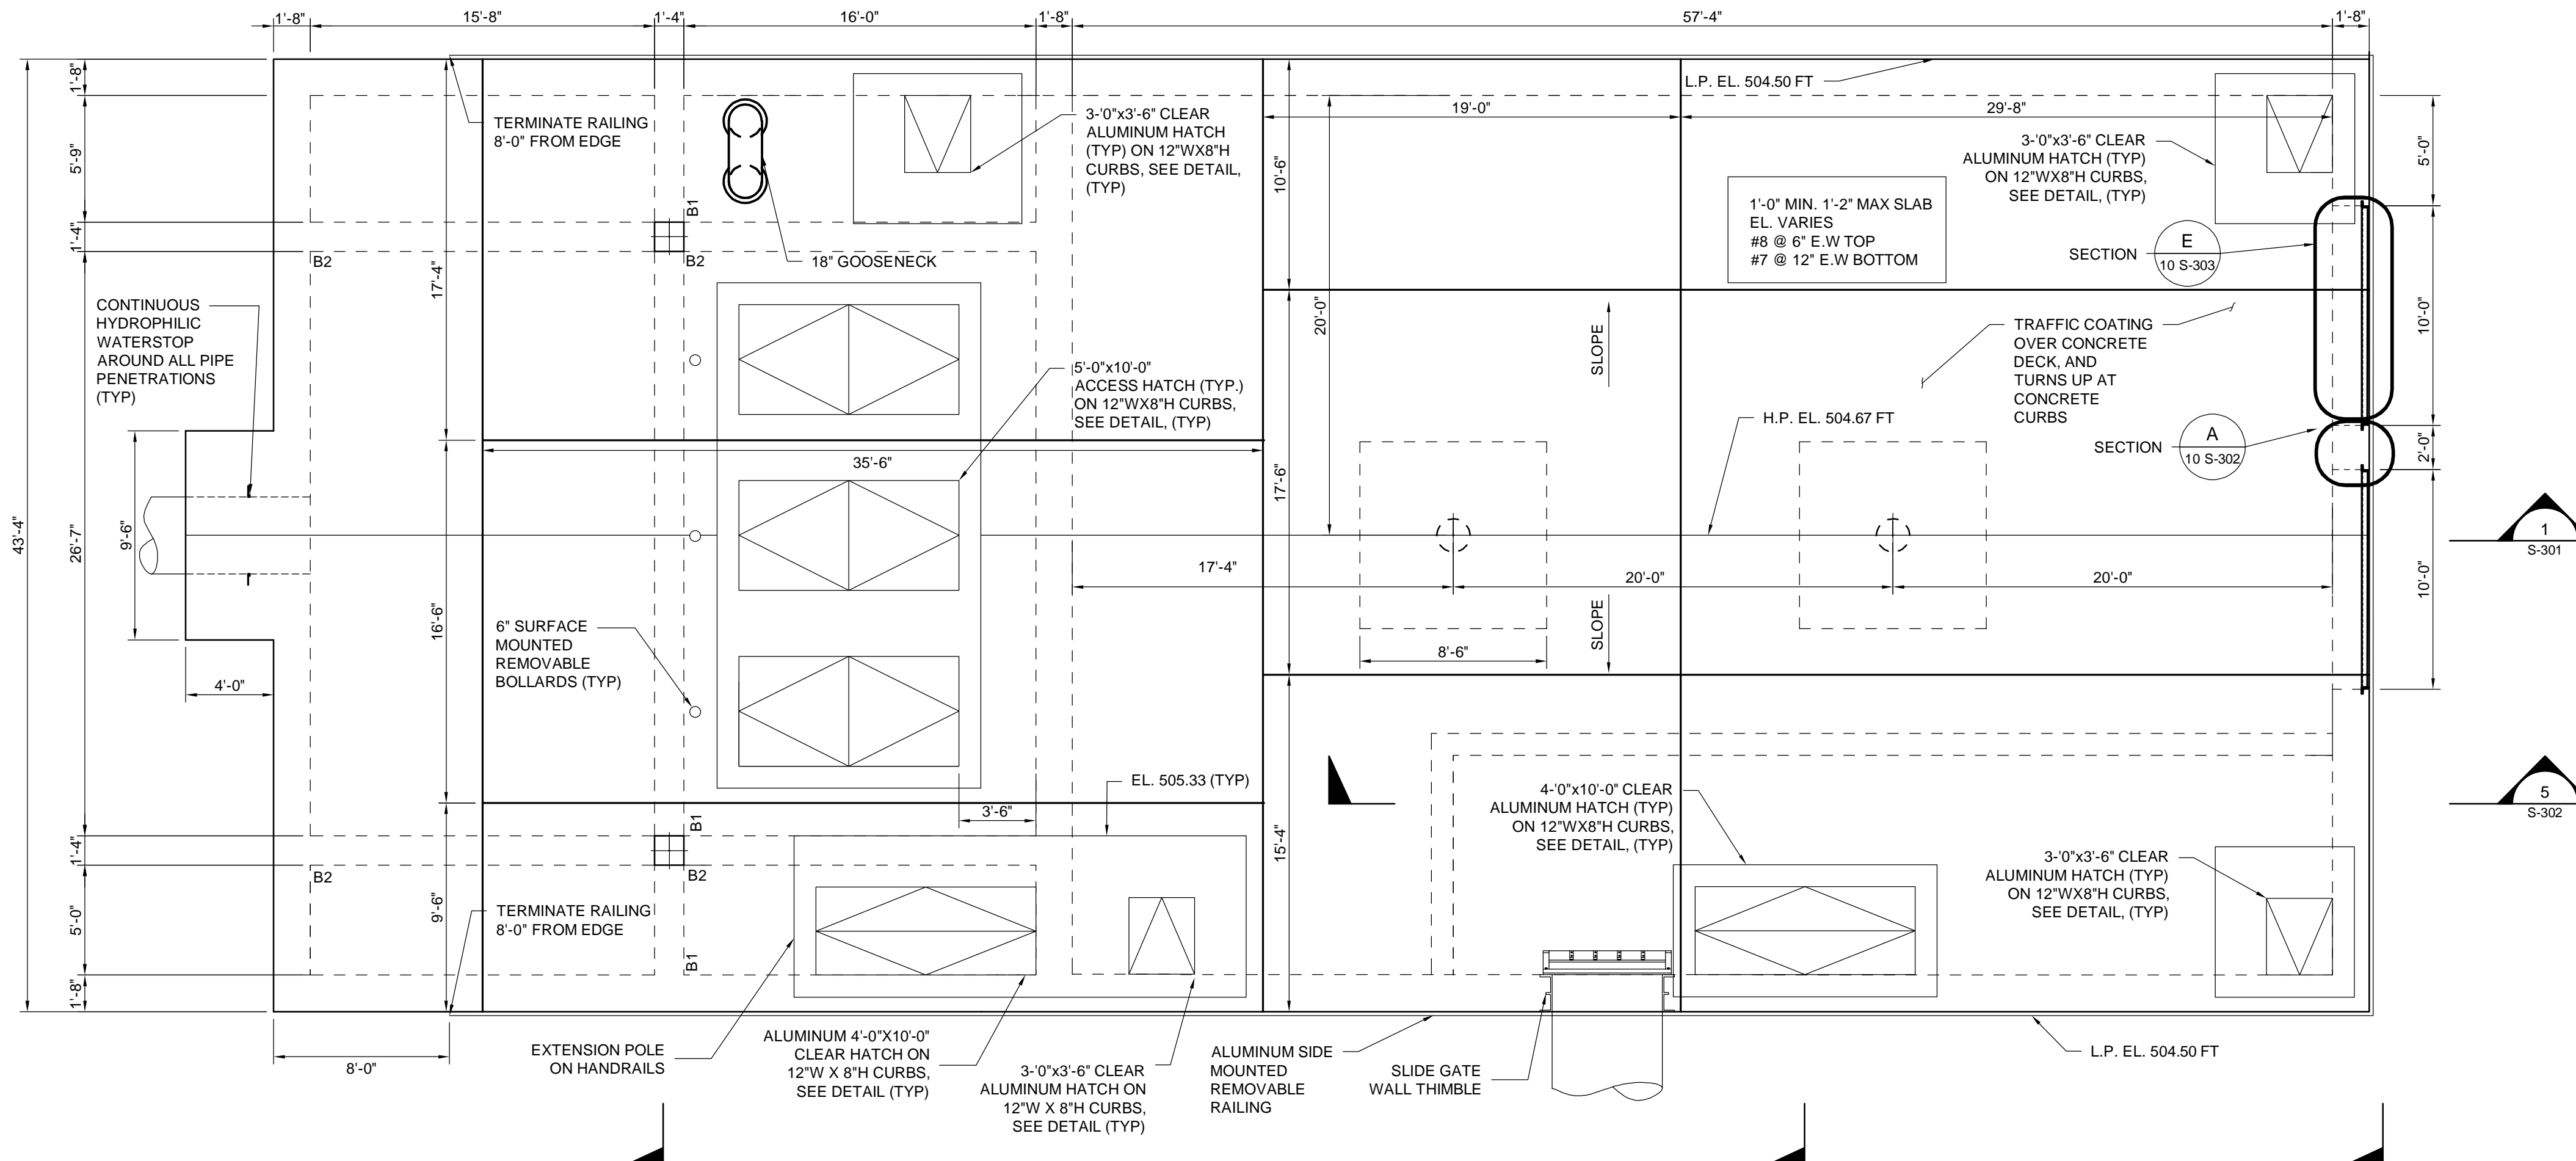 1'-8"
15'-8"
1'-4"
16'-0"
1'-8"
57'-4"
1'-8"
43'-4"
1'-8"
5'-9"
1'-4"
26'-7"
1'-4"
5'-0"
1'-8"
TERMINATE RAILING
8'-0" FROM EDGE
17'-4"
B1
B2
B2
18" GOOSENECK
3-'0"x3'-6" CLEAR
ALUMINUM HATCH
(TYP) ON 12"WX8"H
CURBS, SEE DETAIL,
(TYP)
CONTINUOUS
HYDROPHILIC
WATERSTOP
AROUND ALL PIPE
PENETRATIONS
(TYP)
9'-6"
4'-0"
5'-0"x10'-0"
ACCESS HATCH (TYP.)
ON 12"WX8"H CURBS,
SEE DETAIL, (TYP)
35'-6"
16'-6"
6" SURFACE
MOUNTED
REMOVABLE
BOLLARDS (TYP)
EL. 505.33 (TYP)
3'-6"
B1
B2
B2
B1
9'-6"
TERMINATE RAILING
8'-0" FROM EDGE
8'-0"
EXTENSION POLE
ON HANDRAILS
ALUMINUM 4'-0"X10'-0"
CLEAR HATCH ON
12"W X 8"H CURBS,
SEE DETAIL (TYP)
3-'0"x3'-6" CLEAR
ALUMINUM HATCH ON
12"W X 8"H CURBS,
SEE DETAIL (TYP)
ALUMINUM SIDE
MOUNTED
REMOVABLE
RAILING
SLIDE GATE
WALL THIMBLE
L.P. EL. 504.50 FT
L.P. EL. 504.50 FT
19'-0"
29'-8"
10'-6"
20'-0"
17'-6"
15'-4"
3-'0"x3'-6" CLEAR
ALUMINUM HATCH (TYP)
ON 12"WX8"H CURBS,
SEE DETAIL, (TYP)
1'-0" MIN. 1'-2" MAX SLAB
EL. VARIES
#8 @ 6" E.W TOP
#7 @ 12" E.W BOTTOM
SECTION
E
10 S-303
SLOPE
TRAFFIC COATING
OVER CONCRETE
DECK, AND
TURNS UP AT
CONCRETE
CURBS
H.P. EL. 504.67 FT
SECTION
A
10 S-302
17'-4"
20'-0"
20'-0"
SLOPE
8'-6"
4-'0"x10'-0" CLEAR
ALUMINUM HATCH (TYP)
ON 12"WX8"H CURBS,
SEE DETAIL, (TYP)
3-'0"x3'-6" CLEAR
ALUMINUM HATCH (TYP)
ON 12"WX8"H CURBS,
SEE DETAIL, (TYP)
5'-0"
10'-0"
2'-0"
10'-0"
1
S-301
5
S-302